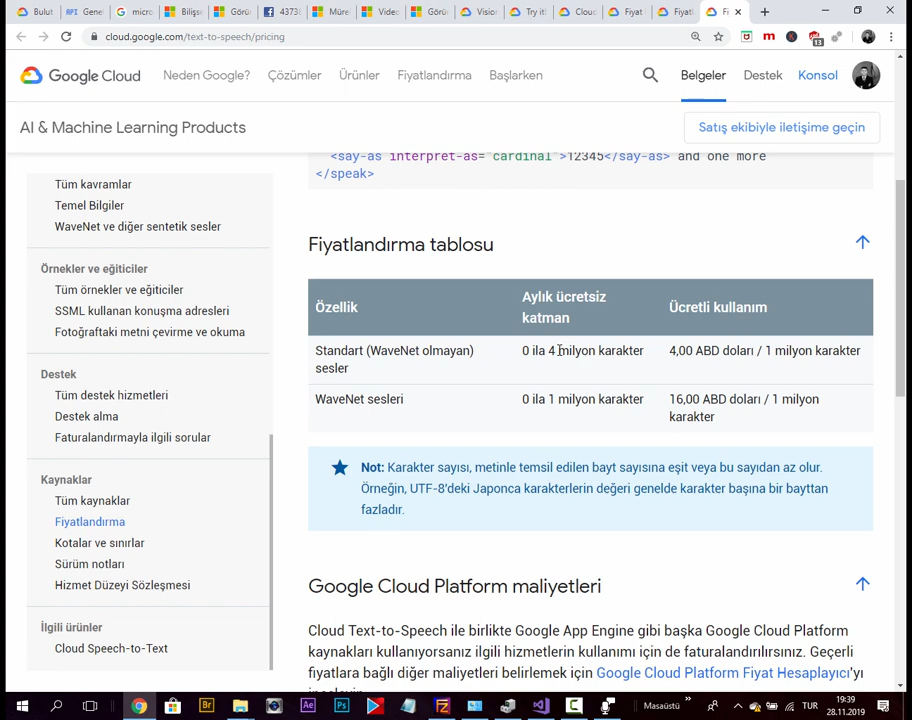 Bulut
API Gene
micro
Bilişs
Görü
4373
Müre
Video
Görü
Vision
Try it!
Clou
Fiyat
Fiyatl
Fi
cloud.google.com/text-to-speech/pricing
13
Google Cloud
Neden Google?
Çözümler
Ürünler
Fiyatlandırma
Başlarken
Belgeler
Destek
Konsol
AI & Machine Learning Products
Satış ekibiyle iletişime geçin
<say-as interpret-as="cardinal">12345</say-as> and one more
</speak>
Tüm kavramlar
Temel Bilgiler
WaveNet ve diğer sentetik sesler
Örnekler ve eğiticiler
Tüm örnekler ve eğiticiler
SSML kullanan konuşma adresleri
Fotoğraftaki metni çevirme ve okuma
Destek
Tüm destek hizmetleri
Destek alma
Faturalandırmayla ilgili sorular
Kaynaklar
Tüm kaynaklar
Fiyatlandırma
Kotalar ve sınırlar
Sürüm notları
Hizmet Düzeyi Sözleşmesi
İlgili ürünler
Cloud Speech-to-Text
Fiyatlandırma tablosu
Özellik
Aylık ücretsiz
katman
Ücretli kullanım
Standart (WaveNet olmayan)
sesler
0 ila 4 milyon karakter
4,00 ABD doları / 1 milyon karakter
WaveNet sesleri
0 ila 1 milyon karakter
16,00 ABD doları / 1 milyon
karakter
Not: Karakter sayısı, metinle temsil edilen bayt sayısına eşit veya bu sayıdan az olur.
Örneğin, UTF-8'deki Japonca karakterlerin değeri genelde karakter başına bir bayttan
fazladır.
Google Cloud Platform maliyetleri
Cloud Text-to-Speech ile birlikte Google App Engine gibi başka Google Cloud Platform
kaynakları kullanıyorsanız ilgili hizmetlerin kullanımı için de faturalandırılırsınız. Geçerli
fiyatlara bağlı diğer maliyetleri belirlemek için Google Cloud Platform Fiyat Hesaplayıcı'yı
inceleyin.
Br
Ae
Ps
Masaüstü
TUR
19:39
28.11.2019